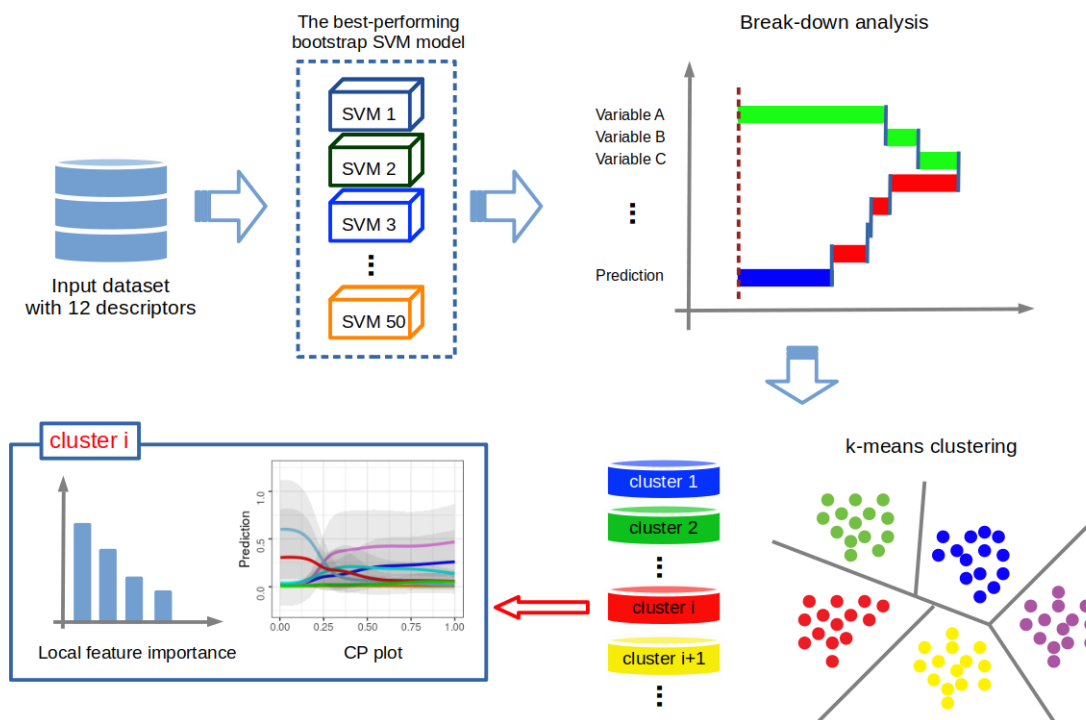 The best-performing
bootstrap SVM model
SVM 1
SVM 2
SVM 3
...
SVM 50
Input dataset
with 12 descriptors
Break-down analysis
Variable A
Variable B
Variable C
...
Prediction
k-means clustering
cluster 1
cluster 2
...
cluster i
cluster i+1
...
cluster i
Local feature importance
Prediction
1.0
0.5
0.0
0.00 0.25 0.50 0.75 1.00
CP plot